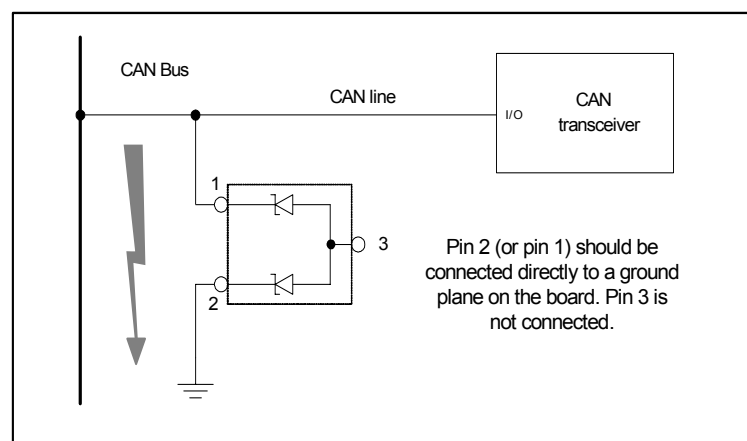 CAN Bus
CAN line
I/O
CAN
transceiver
1
3
2
Pin 2 (or pin 1) should be
connected directly to a ground
plane on the board. Pin 3 is
not connected.